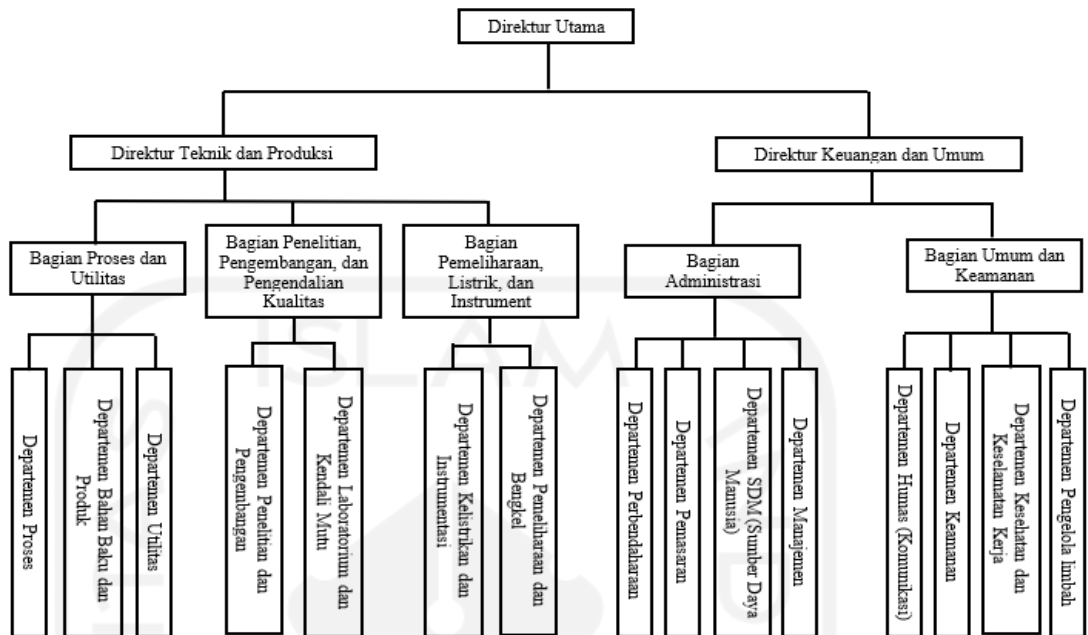 Direktur Utama
Direktur Teknik dan Produksi
Direktur Keuangan dan Umum
Bagian Proses dan
Utilitas
Bagian Penelitian,
Pengembangan, dan
Pengendalian
Kualitas
Bagian
Pemeliharaan,
Listrik, dan
Instrument
Bagian
Administrasi
Bagian Umum dan
Keamanan
Departemen Proses
Departemen Bahan Baku dan
Produk
Departemen Utilitas
Departemen Penelitian dan
Pengembangan
Departemen Laboratorium dan
Kendali Mutu
Departemen Kelistrikan dan
Instrumentasi
Departemen Pemeliharaan dan
Bengkel
Departemen Perbendaharaan
Departemen Pemasaran
Departemen SDM (Sumber Daya
Manusia)
Departemen Manajemen
Departemen Humas (Komunikasi)
Departemen Keamanan
Departemen Kesehatan dan
Keselamatan Kerja
Departemen Pengelola limbah
ISLAM